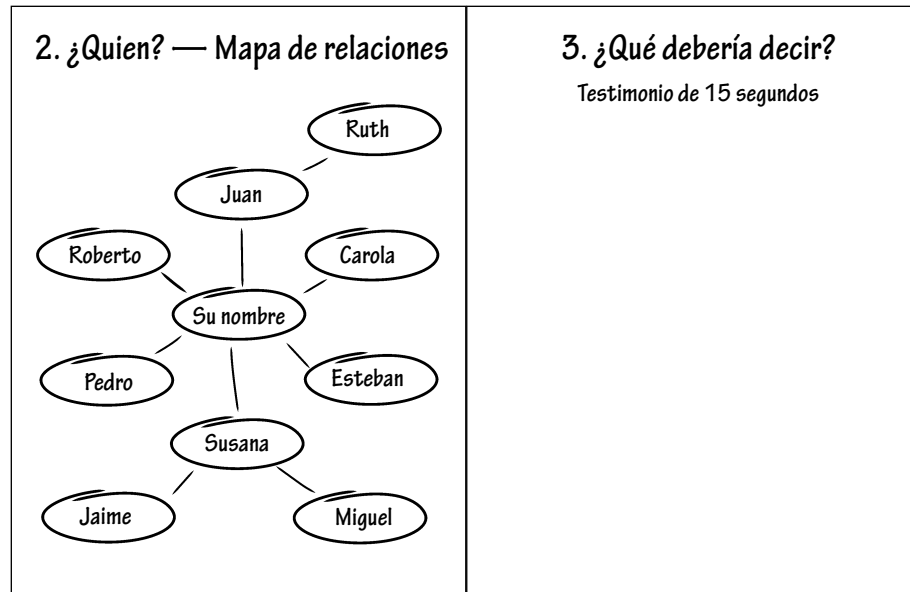 2. ¿Quien? — Mapa de relaciones
Ruth
Juan
Roberto
Carola
Su nombre
Pedro
Esteban
Susana
Jaime
Miguel
3. ¿Qué debería decir?
Testimonio de 15 segundos